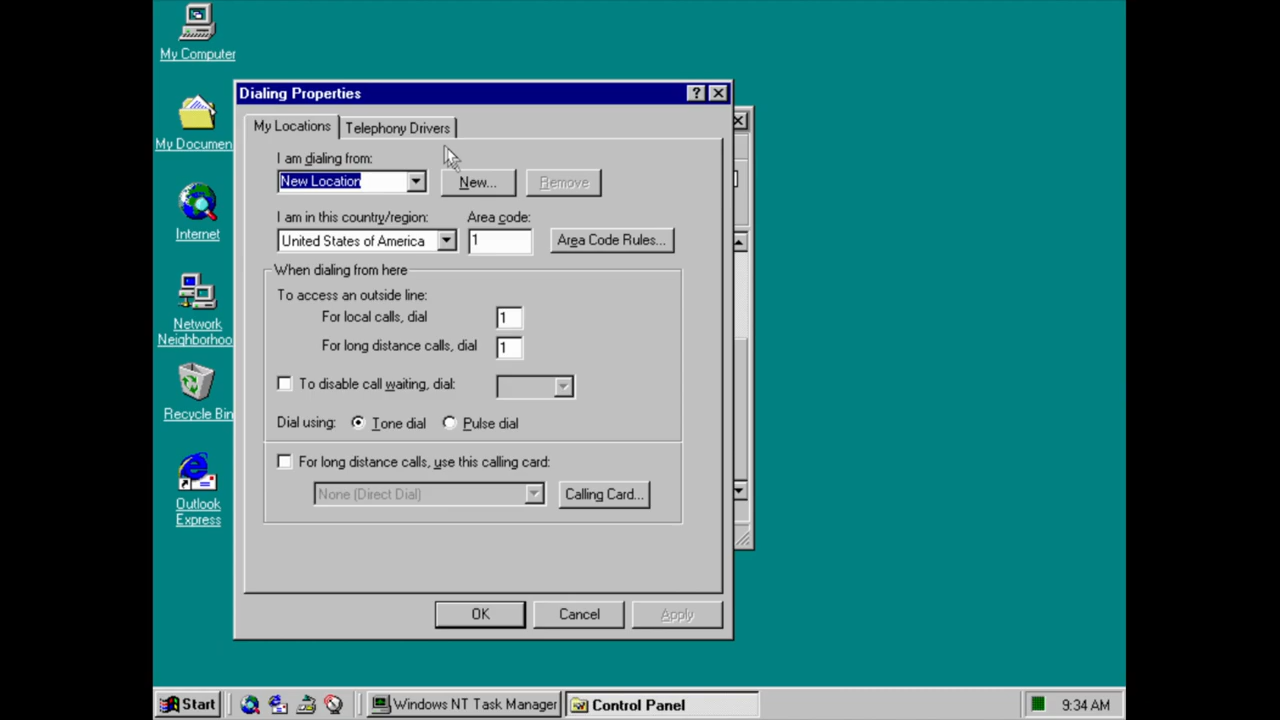 My Computer
My Documen
Internet
Network
Neighborhoo
Recycle Bin
Outlook
Express
Dialing Properties
My Locations
Telephony Drivers
I am dialing from:
New Location
New...
Remove
I am in this country/region:
Area code:
United States of America
1
Area Code Rules...
When dialing from here
To access an outside line:
For local calls, dial
1
For long distance calls, dial
1
To disable call waiting, dial:
Dial using:
Tone dial
Pulse dial
For long distance calls, use this calling card:
None (Direct Dial)
Calling Card...
OK
Cancel
Apply
Start
Windows NT Task Manager
Control Panel
9:34 AM